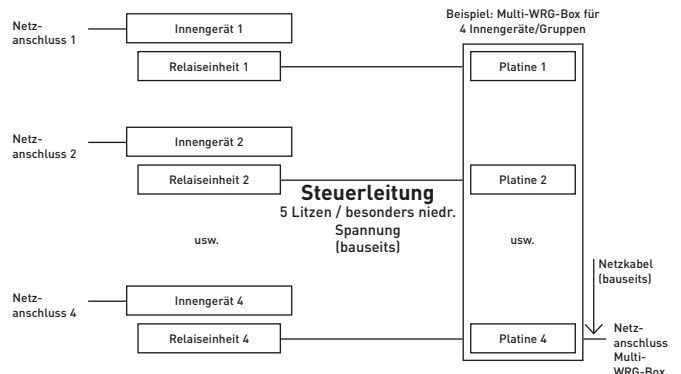 Beispiel: Multi-WRG-Box für
4 Innengeräte/Gruppen
Netz-
anschluss 1
Innengerät 1
Relaiseinheit 1
Platine 1
Netz-
anschluss 2
Innengerät 2
Relaiseinheit 2
Platine 2
Steuerleitung
5 Litzen / besonders niedr.
Spannung
(bauseits)
usw.
usw.
Netzkabel
(bauseits)
Netz-
anschluss 4
Innengerät 4
Relaiseinheit 4
Platine 4
Netz-
anschluss
Multi-
WRG-Box